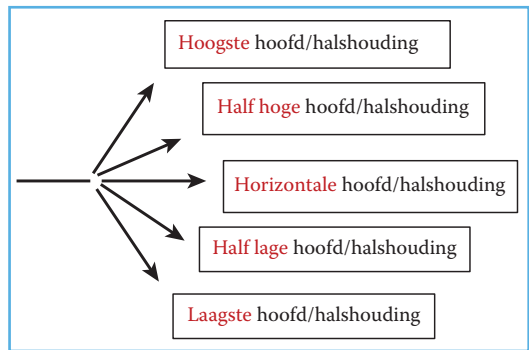 Hoogste hoofd/halshouding
Half hoge hoofd/halshouding
Horizontale hoofd/halshouding
Half lage hoofd/halshouding
Laagste hoofd/halshouding